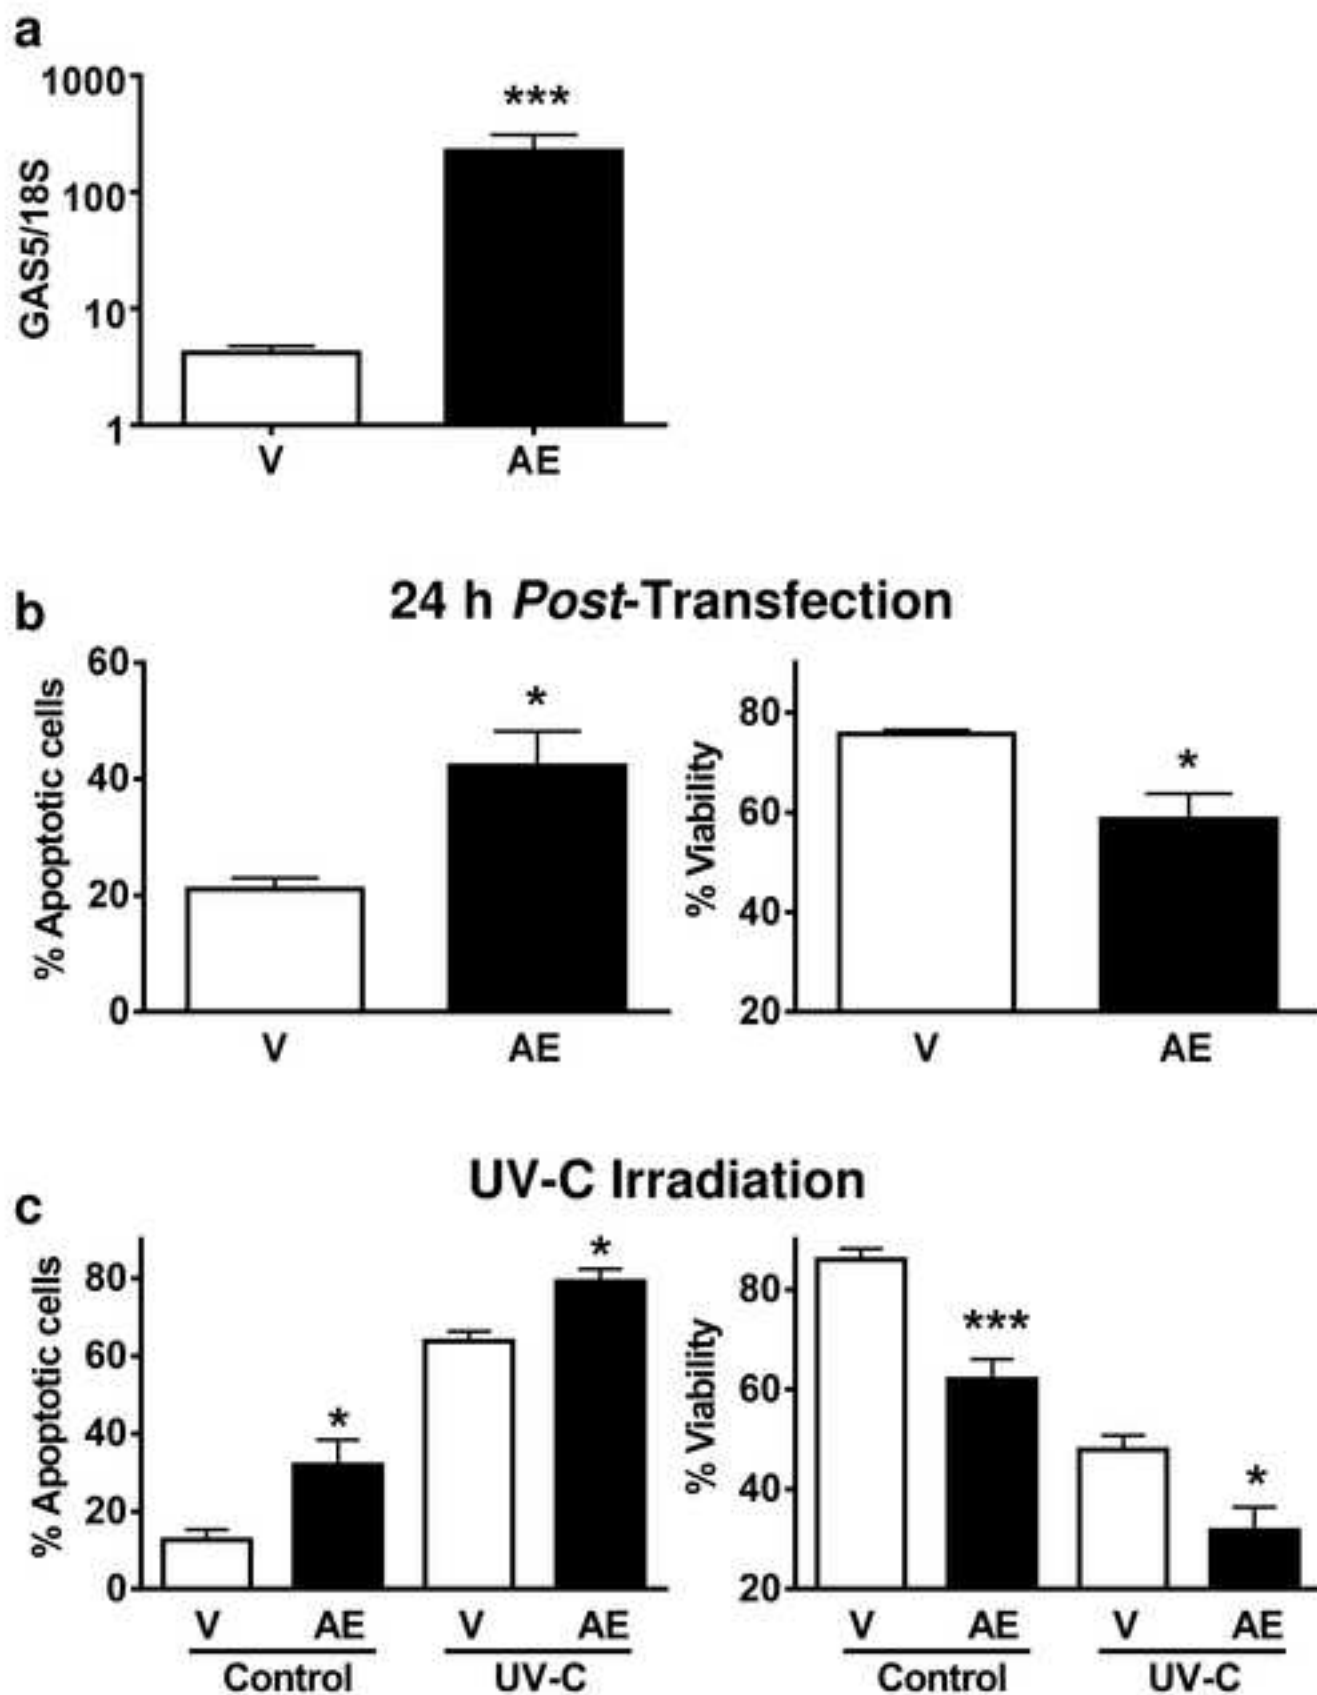 a
1000
100
10
1
GAS5/18S
***
V AE
b
24 h Post-Transfection
60
40
20
0
% Apoptotic cells
*
V AE
80
60
40
20
% Viability
*
V AE
c
UV-C Irradiation
80
60
40
20
0
% Apoptotic cells
*
*
V AE V AE
Control UV-C
80
60
40
20
% Viability
***
*
V AE V AE
Control UV-C